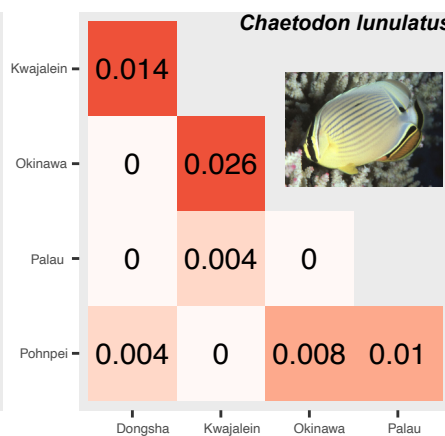 Chaetodon lunulatus
Kwajalein 0.014
Okinawa 0 0.026
Palau 0 0.004 0
Pohnpei 0.004 0 0.008 0.01
Dongsha Kwajalein Okinawa Palau